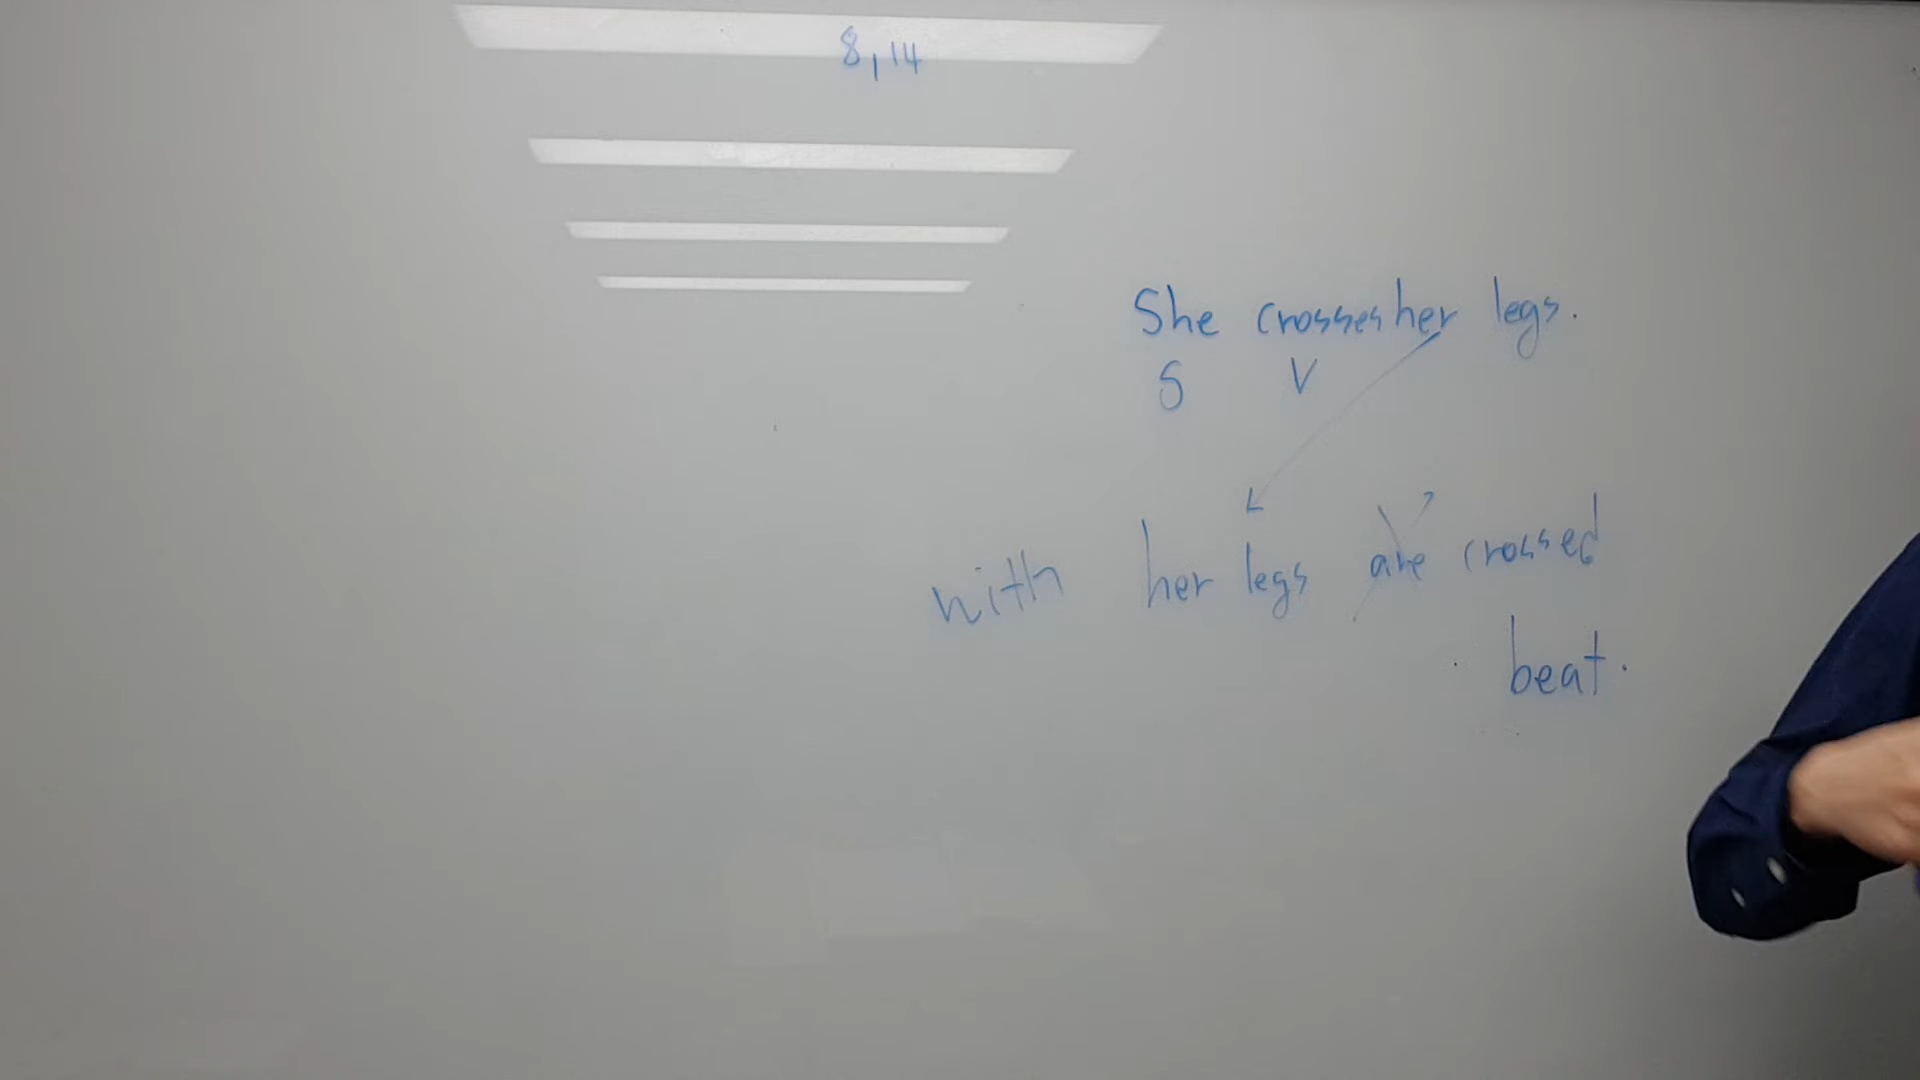 8,14
She crosses her legs.
S V
with her legs are crossed
beat.